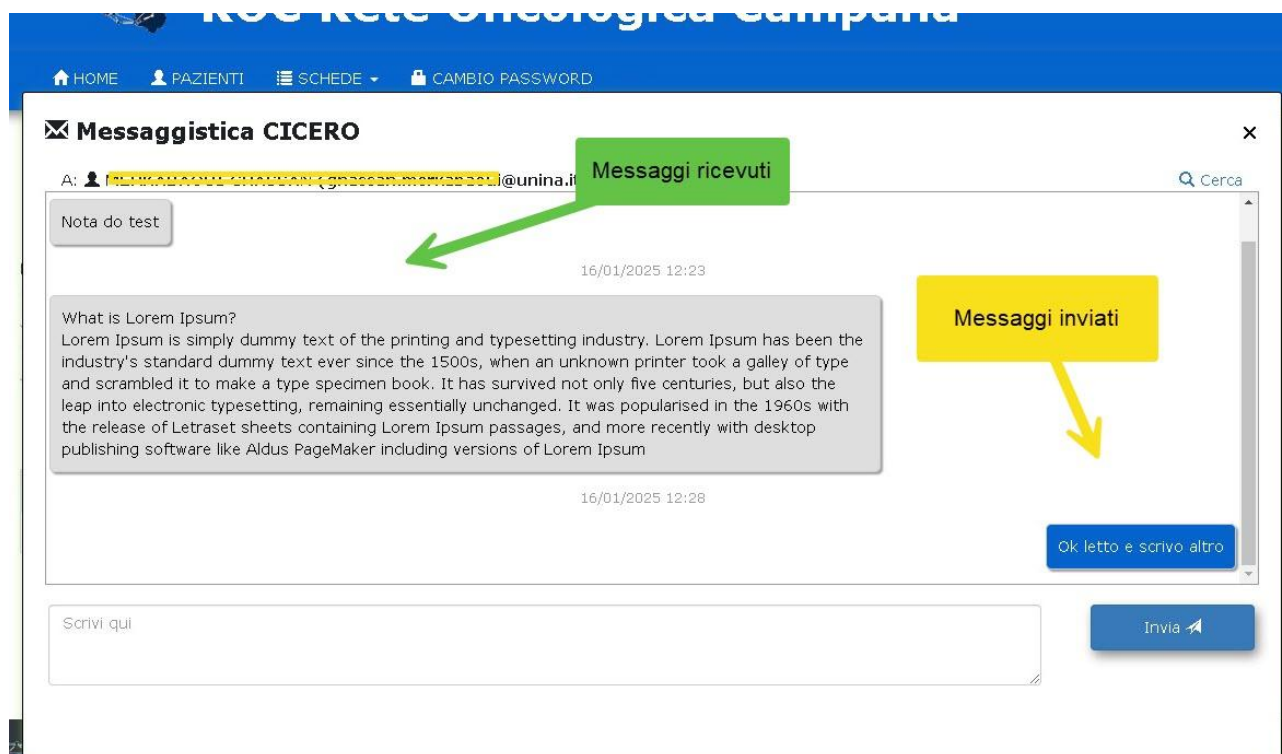 ROC Rete Oncologica Campana
HOME PAZIENTI SCHEDE CAMBIO PASSWORD
Messaggistica CICERO ×
Messaggi ricevuti
A: @unina.it
Cerca
Nota do test
16/01/2025 12:23
Messaggi inviati
What is Lorem Ipsum?
Lorem Ipsum is simply dummy text of the printing and typesetting industry. Lorem Ipsum has been the
industry's standard dummy text ever since the 1500s, when an unknown printer took a galley of type
and scrambled it to make a type specimen book. It has survived not only five centuries, but also the
leap into electronic typesetting, remaining essentially unchanged. It was popularised in the 1960s with
the release of Letraset sheets containing Lorem Ipsum passages, and more recently with desktop
publishing software like Aldus PageMaker including versions of Lorem Ipsum
16/01/2025 12:28
Ok letto e scrivo altro
Scrivi qui
Invia